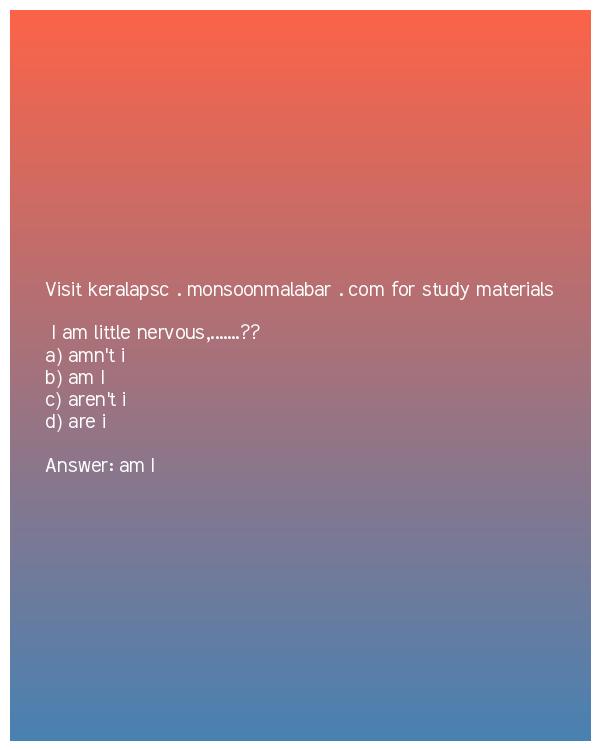 Visit keralapsc . monsoonmalabar . com for study materials
I am little nervous,.......??
a) amn't i
b) am I
c) aren't i
d) are i
Answer: am I